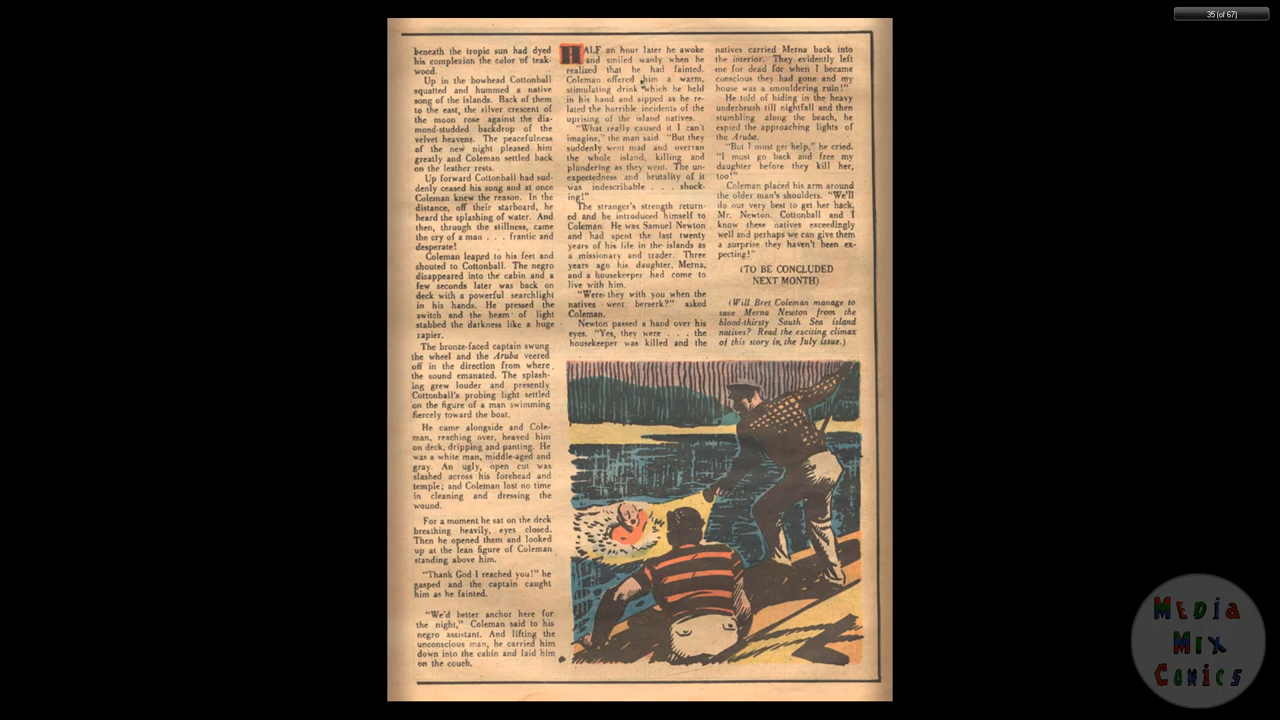 35 (of 67)
beneath the tropic sun had dyed
his complexion the color of teak-
wood.
Up in the bowhead Cottonball
squatted and hummed a native
song of the islands. Back of them
to the east, the silver crescent of
the moon rose against the dia-
mond-studded backdrop of the
velvet heavens. The peacefulness
of the new night pleased him
greatly and Coleman settled back
on the leather rests.
Up forward Cottonball had sud-
denly ceased his song and at once
Coleman knew the reason. In the
distance, off their starboard, he
heard the splashing of water. And
then, through the stillness, came
the cry of a man . . . frantic and
desperate!
Coleman leaped to his feet and
shouted to Cottonball. The negro
disappeared into the cabin and a
few seconds later was back on
deck with a powerful searchlight
in his hands. He pressed the
switch and the beam of light
stabbed the darkness like a huge
rapier.
The bronze-faced captain swung
the wheel and the Aruba veered
off in the direction from where
the sound emanated. The splash-
ing grew louder and presently
Cottonball's probing light settled
on the figure of a man swimming
fiercely toward the boat.
He came alongside and Cole-
man, reaching over, heaved him
on deck, dripping and panting. He
was a white man, middle-aged and
gray. An ugly, open cut was
slashed across his forehead and
temple; and Coleman lost no time
in cleaning and dressing the
wound.
For a moment he sat on the deck
breathing heavily, eyes closed.
Then he opened them and looked
up at the lean figure of Coleman
standing above him.
"Thank God I reached you!" he
gasped and the captain caught
him as he fainted.
"We'd better anchor here for
the night," Coleman said to his
negro assistant. And lifting the
unconscious man, he carried him
down into the cabin and laid him
on the couch.
HALF an hour later he awoke
and smiled wanly when he
realized that he had fainted.
Coleman offered him a warm,
stimulating drink which he held
in his hand and sipped as he re-
lated the horrible incidents of the
uprising of the island natives.
"What really caused it I can't
imagine," the man said. "But they
suddenly went mad and overran
the whole island, killing and
plundering as they went. The un-
expectedness and brutality of it
was indescribable . . . shock-
ing!"
The stranger's strength return-
ed and he introduced himself to
Coleman. He was Samuel Newton
and had spent the last twenty
years of his life in the islands as
a missionary and trader. Three
years ago his daughter, Merna,
and a housekeeper had come to
live with him.
"Were they with you when the
natives went berserk?" asked
Coleman.
Newton passed a hand over his
eyes. "Yes, they were . . . the
housekeeper was killed and the
natives carried Merna back into
the interior. They evidently left
me for dead for when I became
conscious they had gone and my
house was a smouldering ruin!"
He told of hiding in the heavy
underbrush till nightfall and then
stumbling along the beach, he
espied the approaching lights of
the Aruba.
"But I must get help," he cried.
"I must go back and free my
daughter before they kill her,
too!"
Coleman placed his arm around
the older man's shoulders. "We'll
do our very best to get her back,
Mr. Newton. Cottonball and I
know these natives exceedingly
well and perhaps we can give them
a surprise they haven't been ex-
pecting!"
(TO BE CONCLUDED
NEXT MONTH)
(Will Bret Coleman manage to
save Merna Newton from the
blood-thirsty South Sea island
natives? Read the exciting climax
of this story in the July issue.)
MEDIA
MIX
COMICS